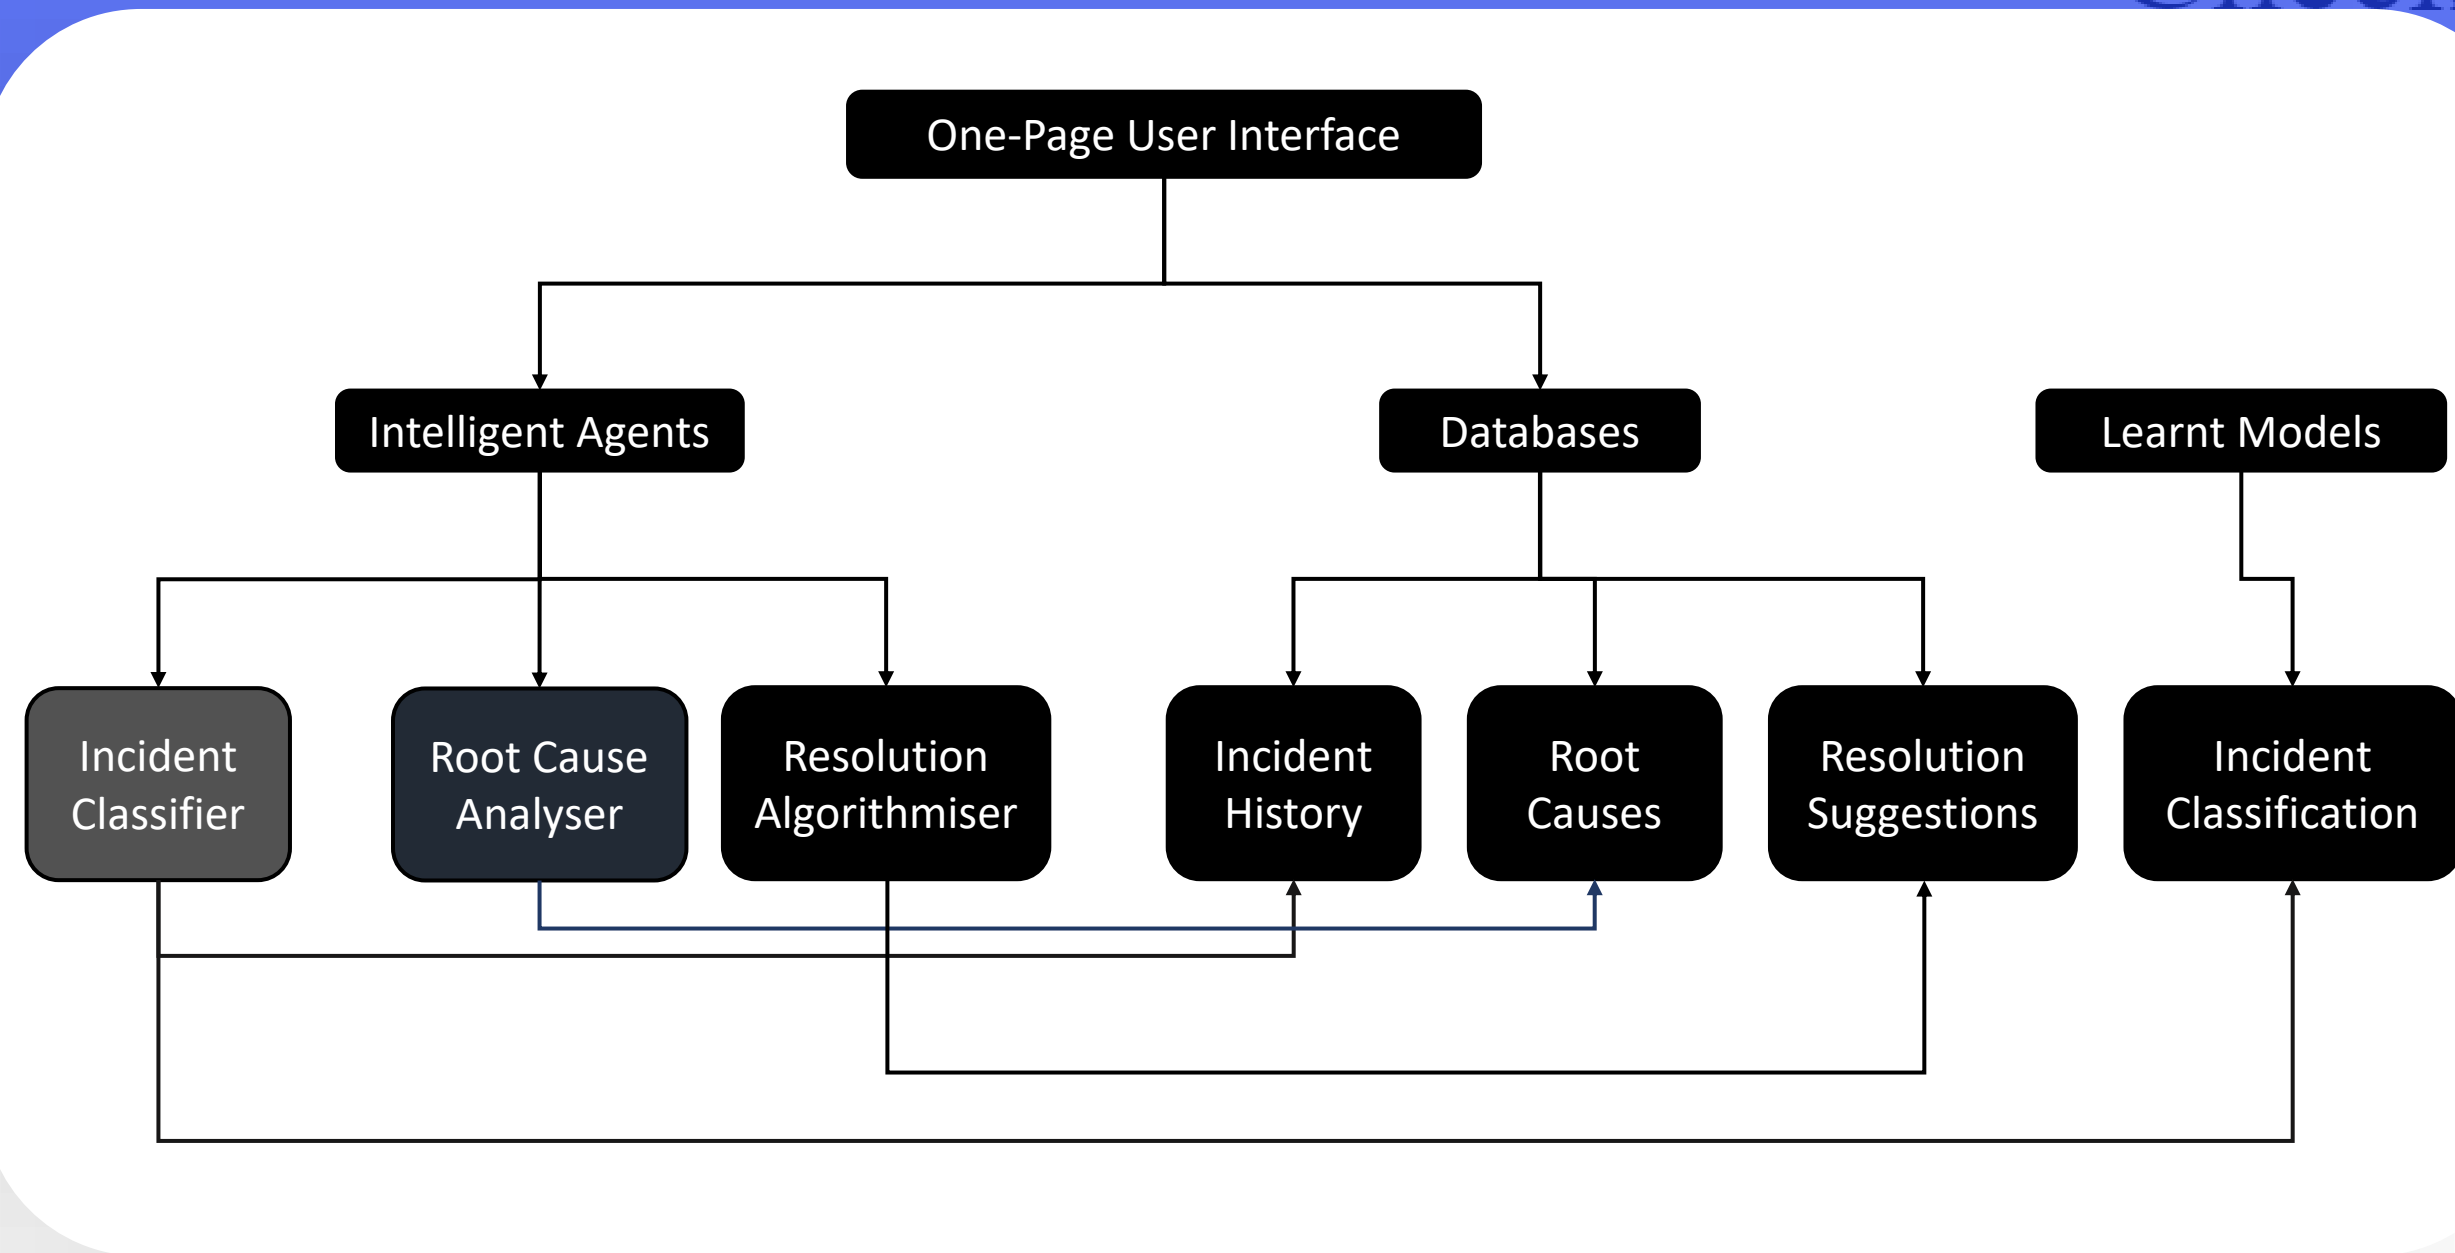 One-Page User Interface
Intelligent Agents
Databases
Learnt Models
Incident
Classifier
Root Cause
Analyser
Resolution
Algorithmiser
Incident
History
Root
Causes
Resolution
Suggestions
Incident
Classification